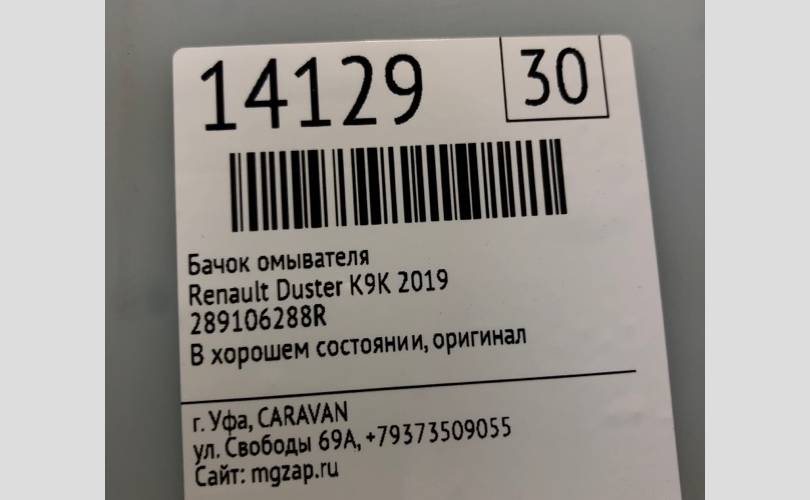 14129
30
Бачок омывателя
Renault Duster K9K 2019
289106288R
В хорошем состоянии, оригинал
г. Уфа, CARAVAN
ул. Свободы 69А, +79373509055
Сайт: mgzap.ru